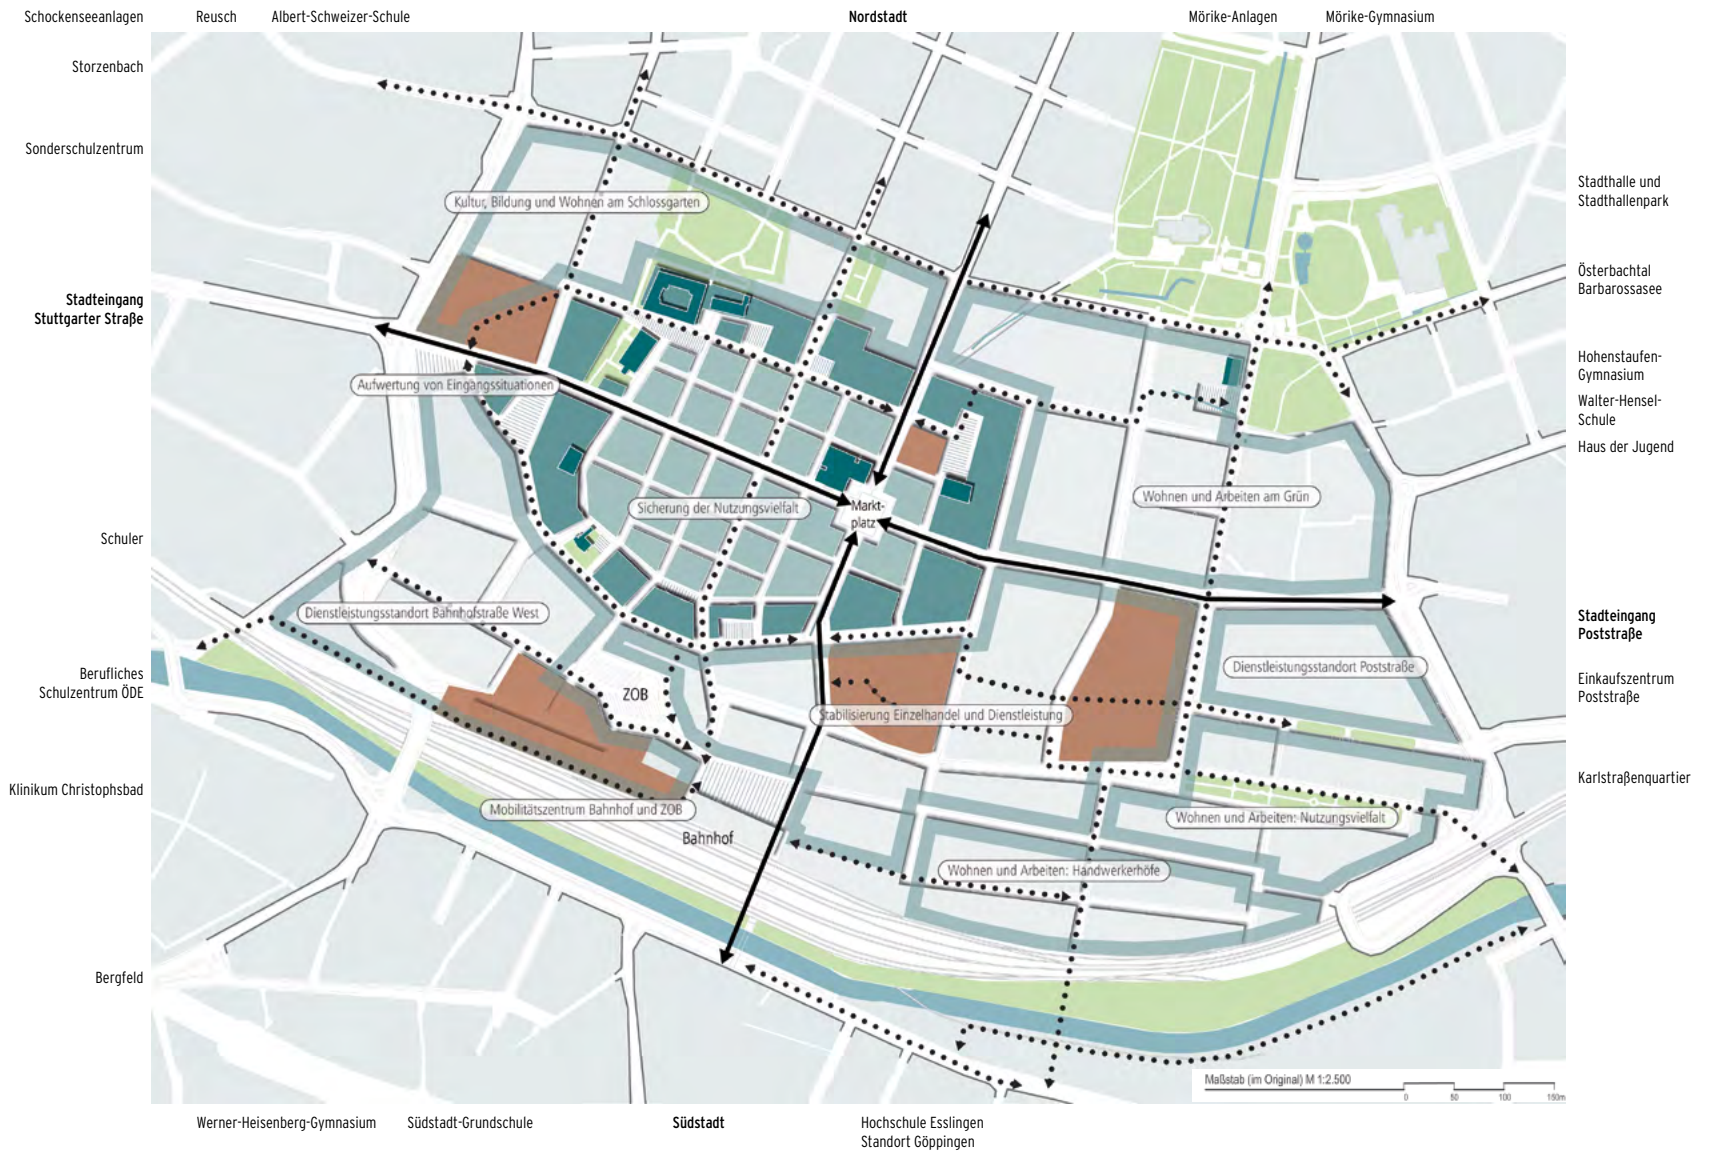 Schockenseeanlagen
Reusch
Albert-Schweizer-Schule
Nordstadt
Mörike-Anlagen
Mörike-Gymnasium
Storzenbach
Sonderschulzentrum
Stadthalle und
Stadthallenpark
Kultur, Bildung und Wohnen am Schlossgarten
Österbachtal
Barbarossasee
Stadteingang
Stuttgarter Straße
Hohenstaufen-
Gymnasium
Aufwertung von Eingangssituationen
Walter-Hensel-
Schule
Haus der Jugend
Wohnen und Arbeiten am Grün
Sicherung der Nutzungsvielfalt
Markt-
platz
Schuler
Dienstleistungsstandort Bahnhofstraße West
Stadteingang
Poststraße
Dienstleistungsstandort Poststraße
Berufliches
Schulzentrum ÖDE
ZOB
Einkaufszentrum
Poststraße
Stabilisierung Einzelhandel und Dienstleistung
Karlstraßenquartier
Klinikum Christophsbad
Mobilitätszentrum Bahnhof und ZOB
Wohnen und Arbeiten: Nutzungsvielfalt
Bahnhof
Wohnen und Arbeiten: Handwerkerhöfe
Bergfeld
Maßstab (im Original) M 1:2.500
0 50 100 150m
Werner-Heisenberg-Gymnasium
Südstadt-Grundschule
Südstadt
Hochschule Esslingen
Standort Göppingen